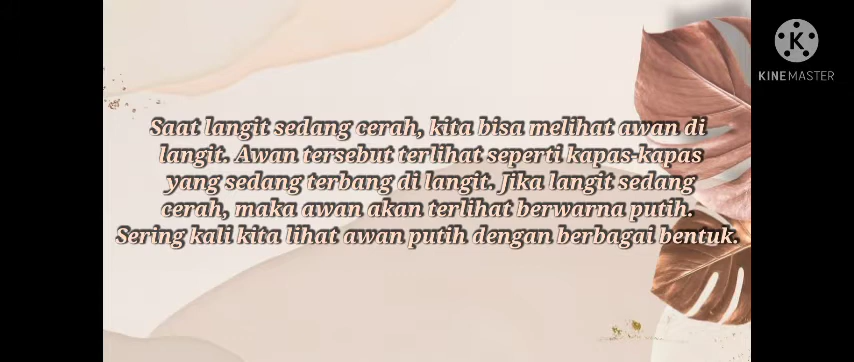 KINEMASTER
Saat langit sedang cerah, kita bisa melihat awan di
langit. Awan tersebut terlihat seperti kapas-kapas
yang sedang terbang di langit. Jika langit sedang
cerah, maka awan akan terlihat berwarna putih.
Sering kali kita lihat awan putih dengan berbagai bentuk.